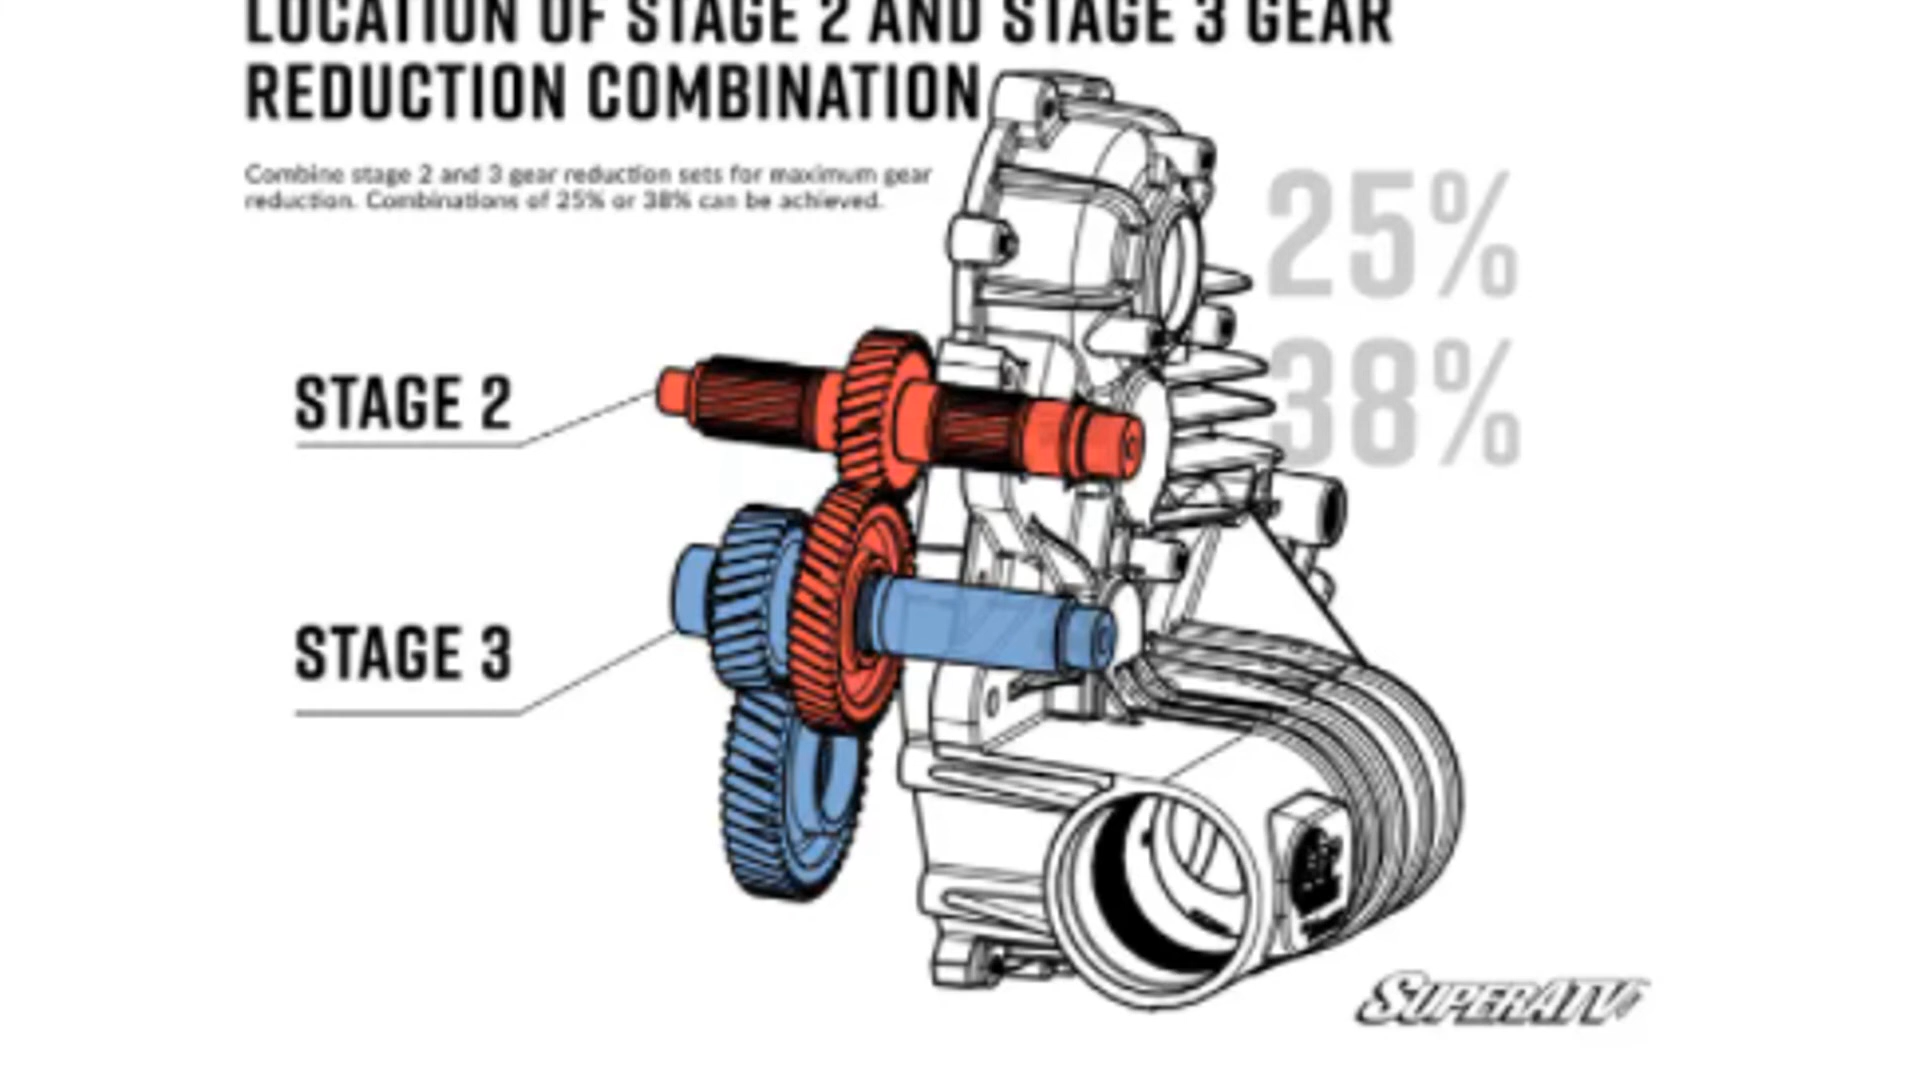 LOCATION OF STAGE 2 AND STAGE 3 GEAR
REDUCTION COMBINATION
Combine stage 2 and 3 gear reduction sets for maximum gear
reduction. Combinations of 25% or 38% can be achieved.
25%
38%
STAGE 2
STAGE 3
SUPERATV